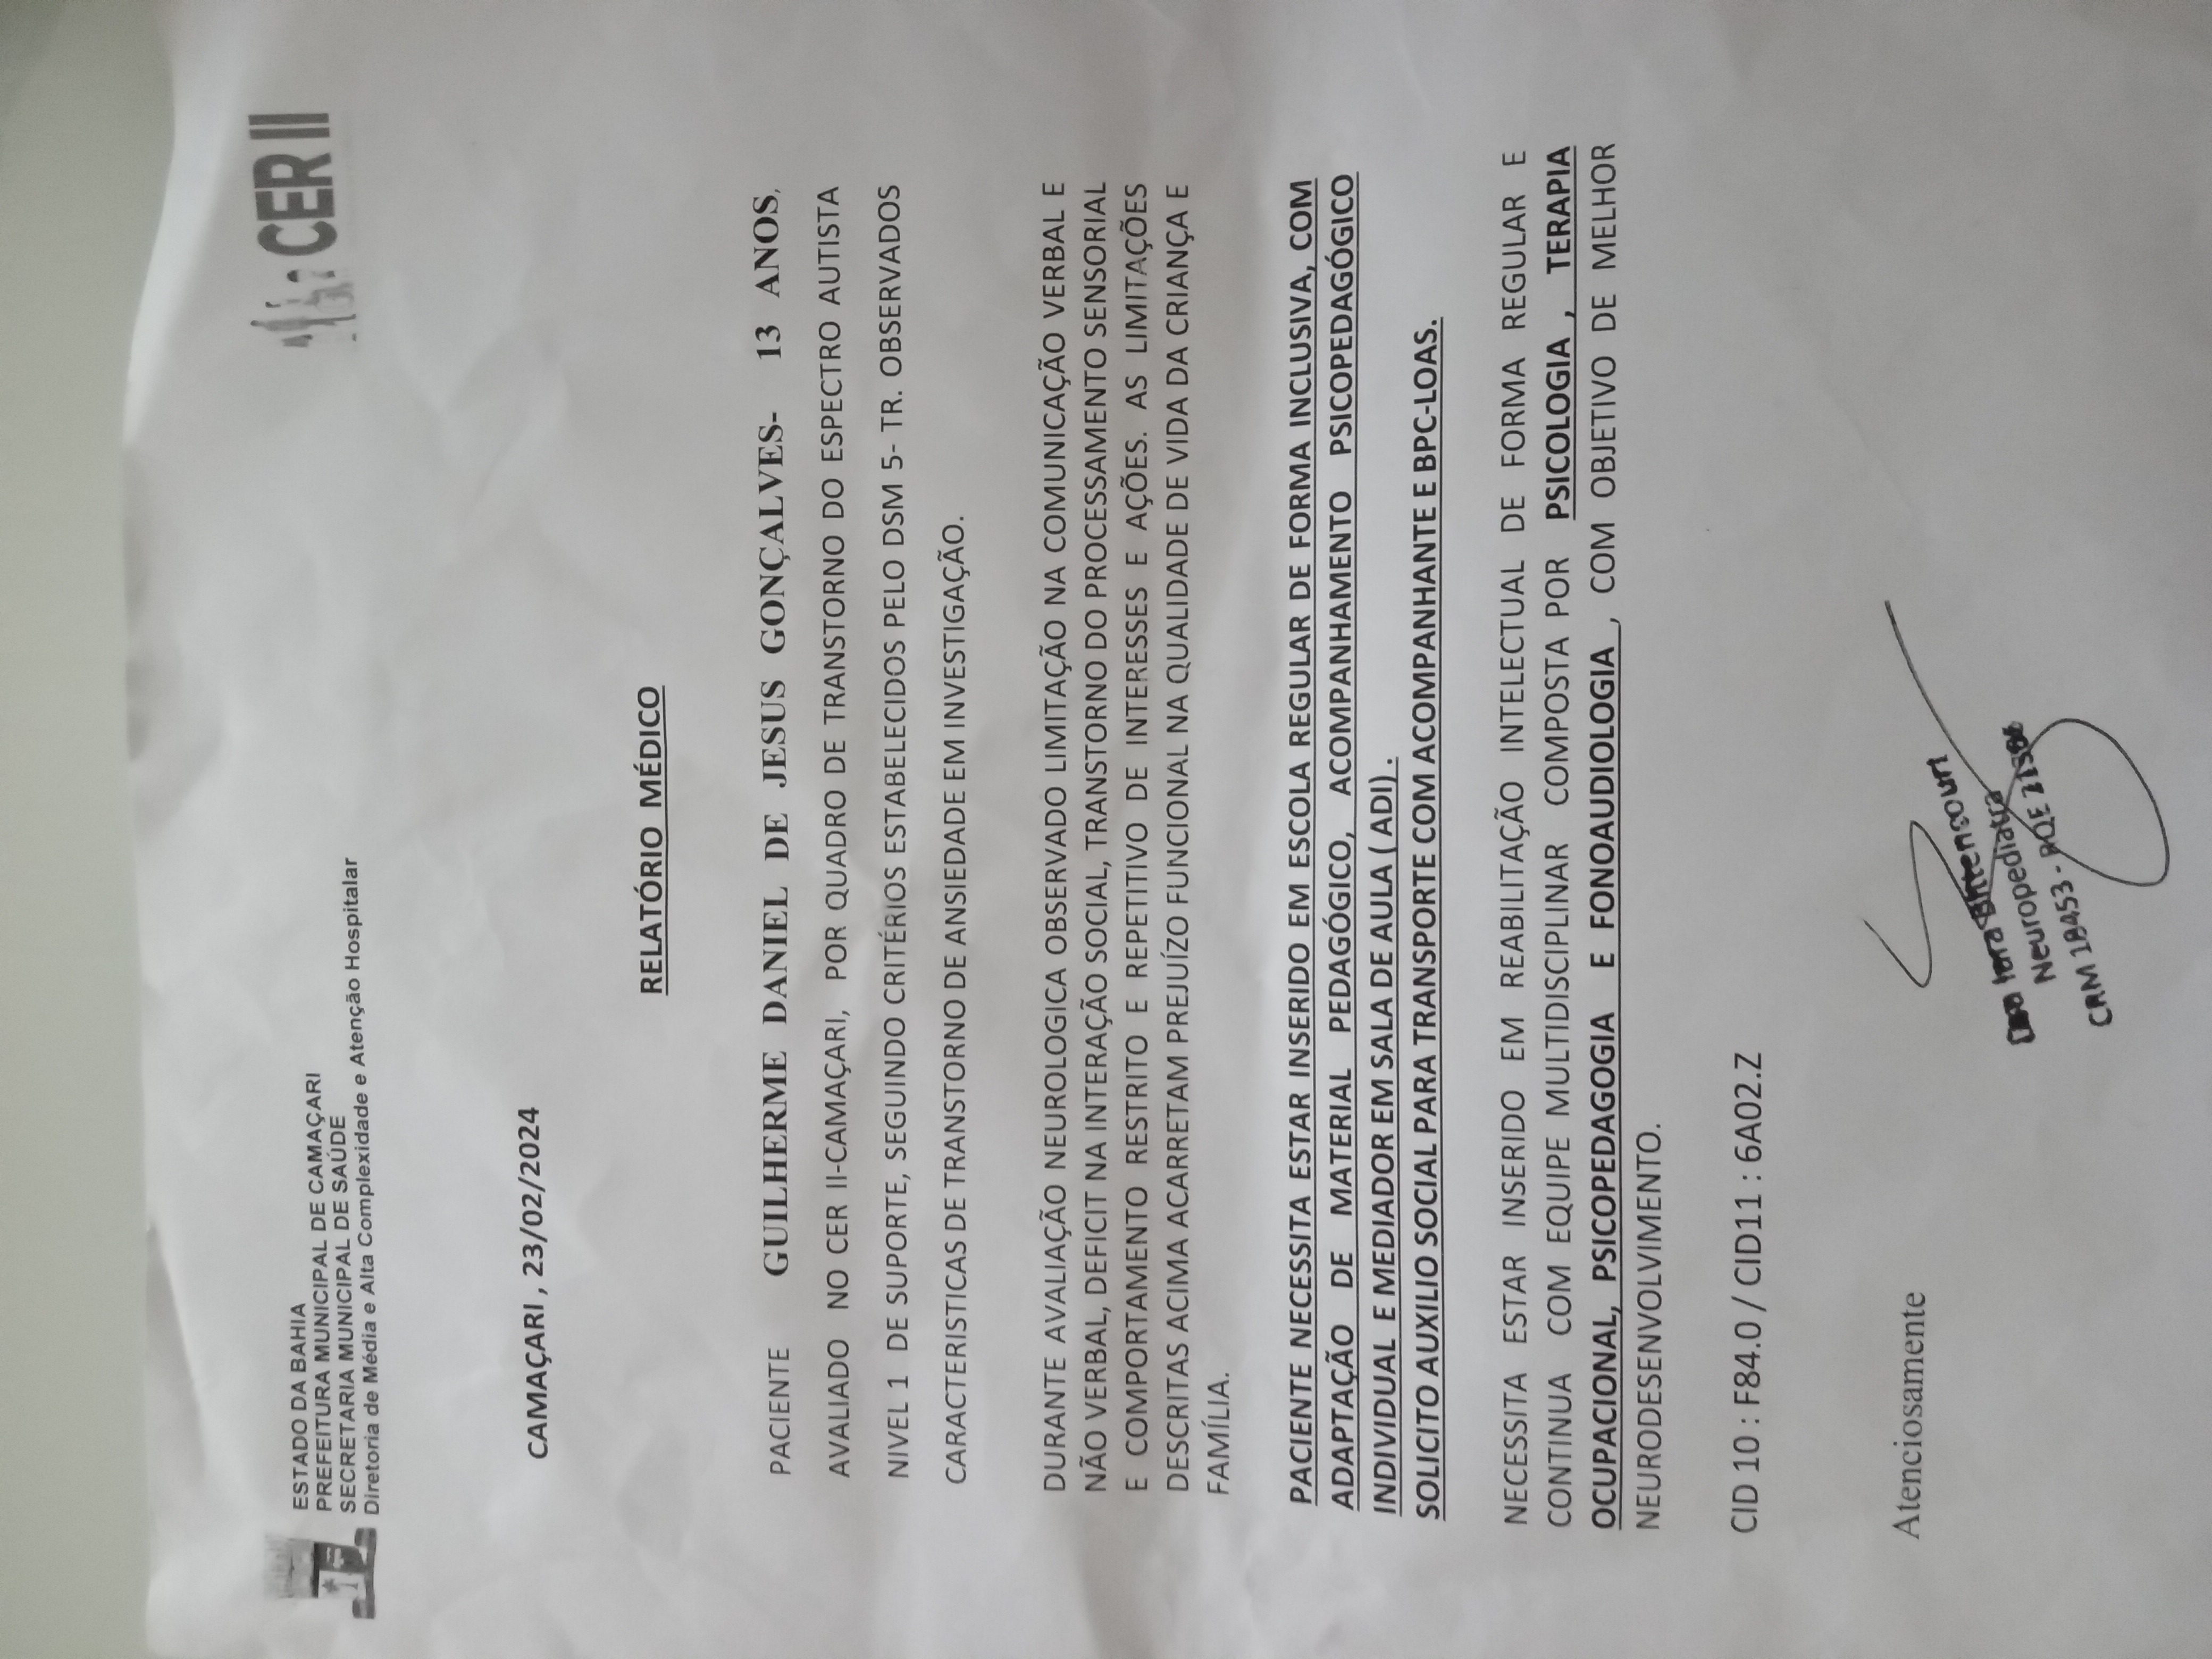 ESTADO DA BAHIA
PREFEITURA MUNICIPAL DE CAMAÇARI
SECRETARIA MUNICIPAL DE SAÚDE
Diretoria de Média e Alta Complexidade e Atenção Hospitalar
CER II
CAMAÇARI , 23/02/2024
RELATÓRIO MÉDICO
PACIENTE GUILHERME DANIEL DE JESUS GONÇALVES- 13 ANOS,
AVALIADO NO CER II-CAMAÇARI, POR QUADRO DE TRANSTORNO DO ESPECTRO AUTISTA
NIVEL 1 DE SUPORTE, SEGUINDO CRITÉRIOS ESTABELECIDOS PELO DSM 5- TR. OBSERVADOS
CARACTERISTICAS DE TRANSTORNO DE ANSIEDADE EM INVESTIGAÇÃO.
DURANTE AVALIAÇÃO NEUROLOGICA OBSERVADO LIMITAÇÃO NA COMUNICAÇÃO VERBAL E
NÃO VERBAL, DEFICIT NA INTERAÇÃO SOCIAL, TRANSTORNO DO PROCESSAMENTO SENSORIAL
E COMPORTAMENTO RESTRITO E REPETITIVO DE INTERESSES E AÇÕES. AS LIMITAÇÕES
DESCRITAS ACIMA ACARRETAM PREJUÍZO FUNCIONAL NA QUALIDADE DE VIDA DA CRIANÇA E
FAMÍLIA.
PACIENTE NECESSITA ESTAR INSERIDO EM ESCOLA REGULAR DE FORMA INCLUSIVA, COM
ADAPTAÇÃO DE MATERIAL PEDAGÓGICO, ACOMPANHAMENTO PSICOPEDAGÓGICO
INDIVIDUAL E MEDIADOR EM SALA DE AULA ( ADI) .
SOLICITO AUXILIO SOCIAL PARA TRANSPORTE COM ACOMPANHANTE E BPC-LOAS.
NECESSITA ESTAR INSERIDO EM REABILITAÇÃO INTELECTUAL DE FORMA REGULAR E
CONTINUA COM EQUIPE MULTIDISCIPLINAR COMPOSTA POR PSICOLOGIA , TERAPIA
OCUPACIONAL, PSICOPEDAGOGIA E FONOAUDIOLOGIA , COM OBJETIVO DE MELHOR
NEURODESENVOLVIMENTO.
CID 10 : F84.0 / CID11 : 6A02.Z
Atenciosamente
Iara Bittencourt
Neuropediatra
CRM 18453 - RQE